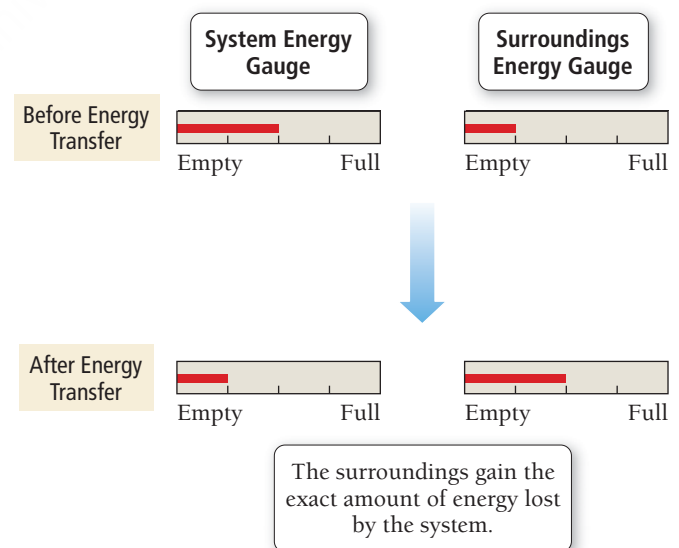 System Energy
Gauge
Surroundings
Energy Gauge
Before Energy
Transfer
Empty Full
Empty Full
After Energy
Transfer
Empty Full
Empty Full
The surroundings gain the
exact amount of energy lost
by the system.